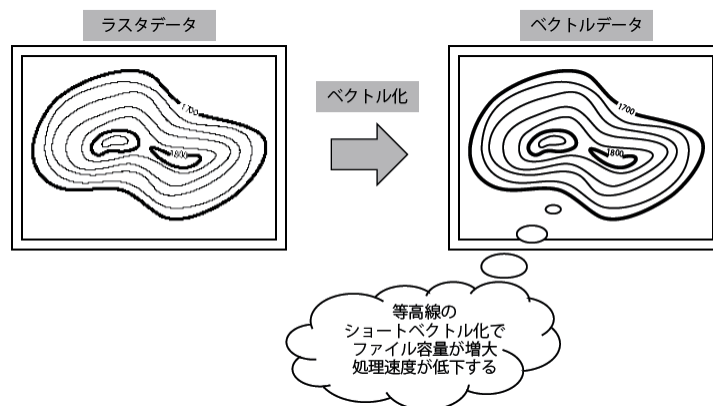 ラスタデータ
ベクトルデータ
ベクトル化
1700
1800
1700
1800
等高線の
ショートベクトル化で
ファイル容量が増大
処理速度が低下する